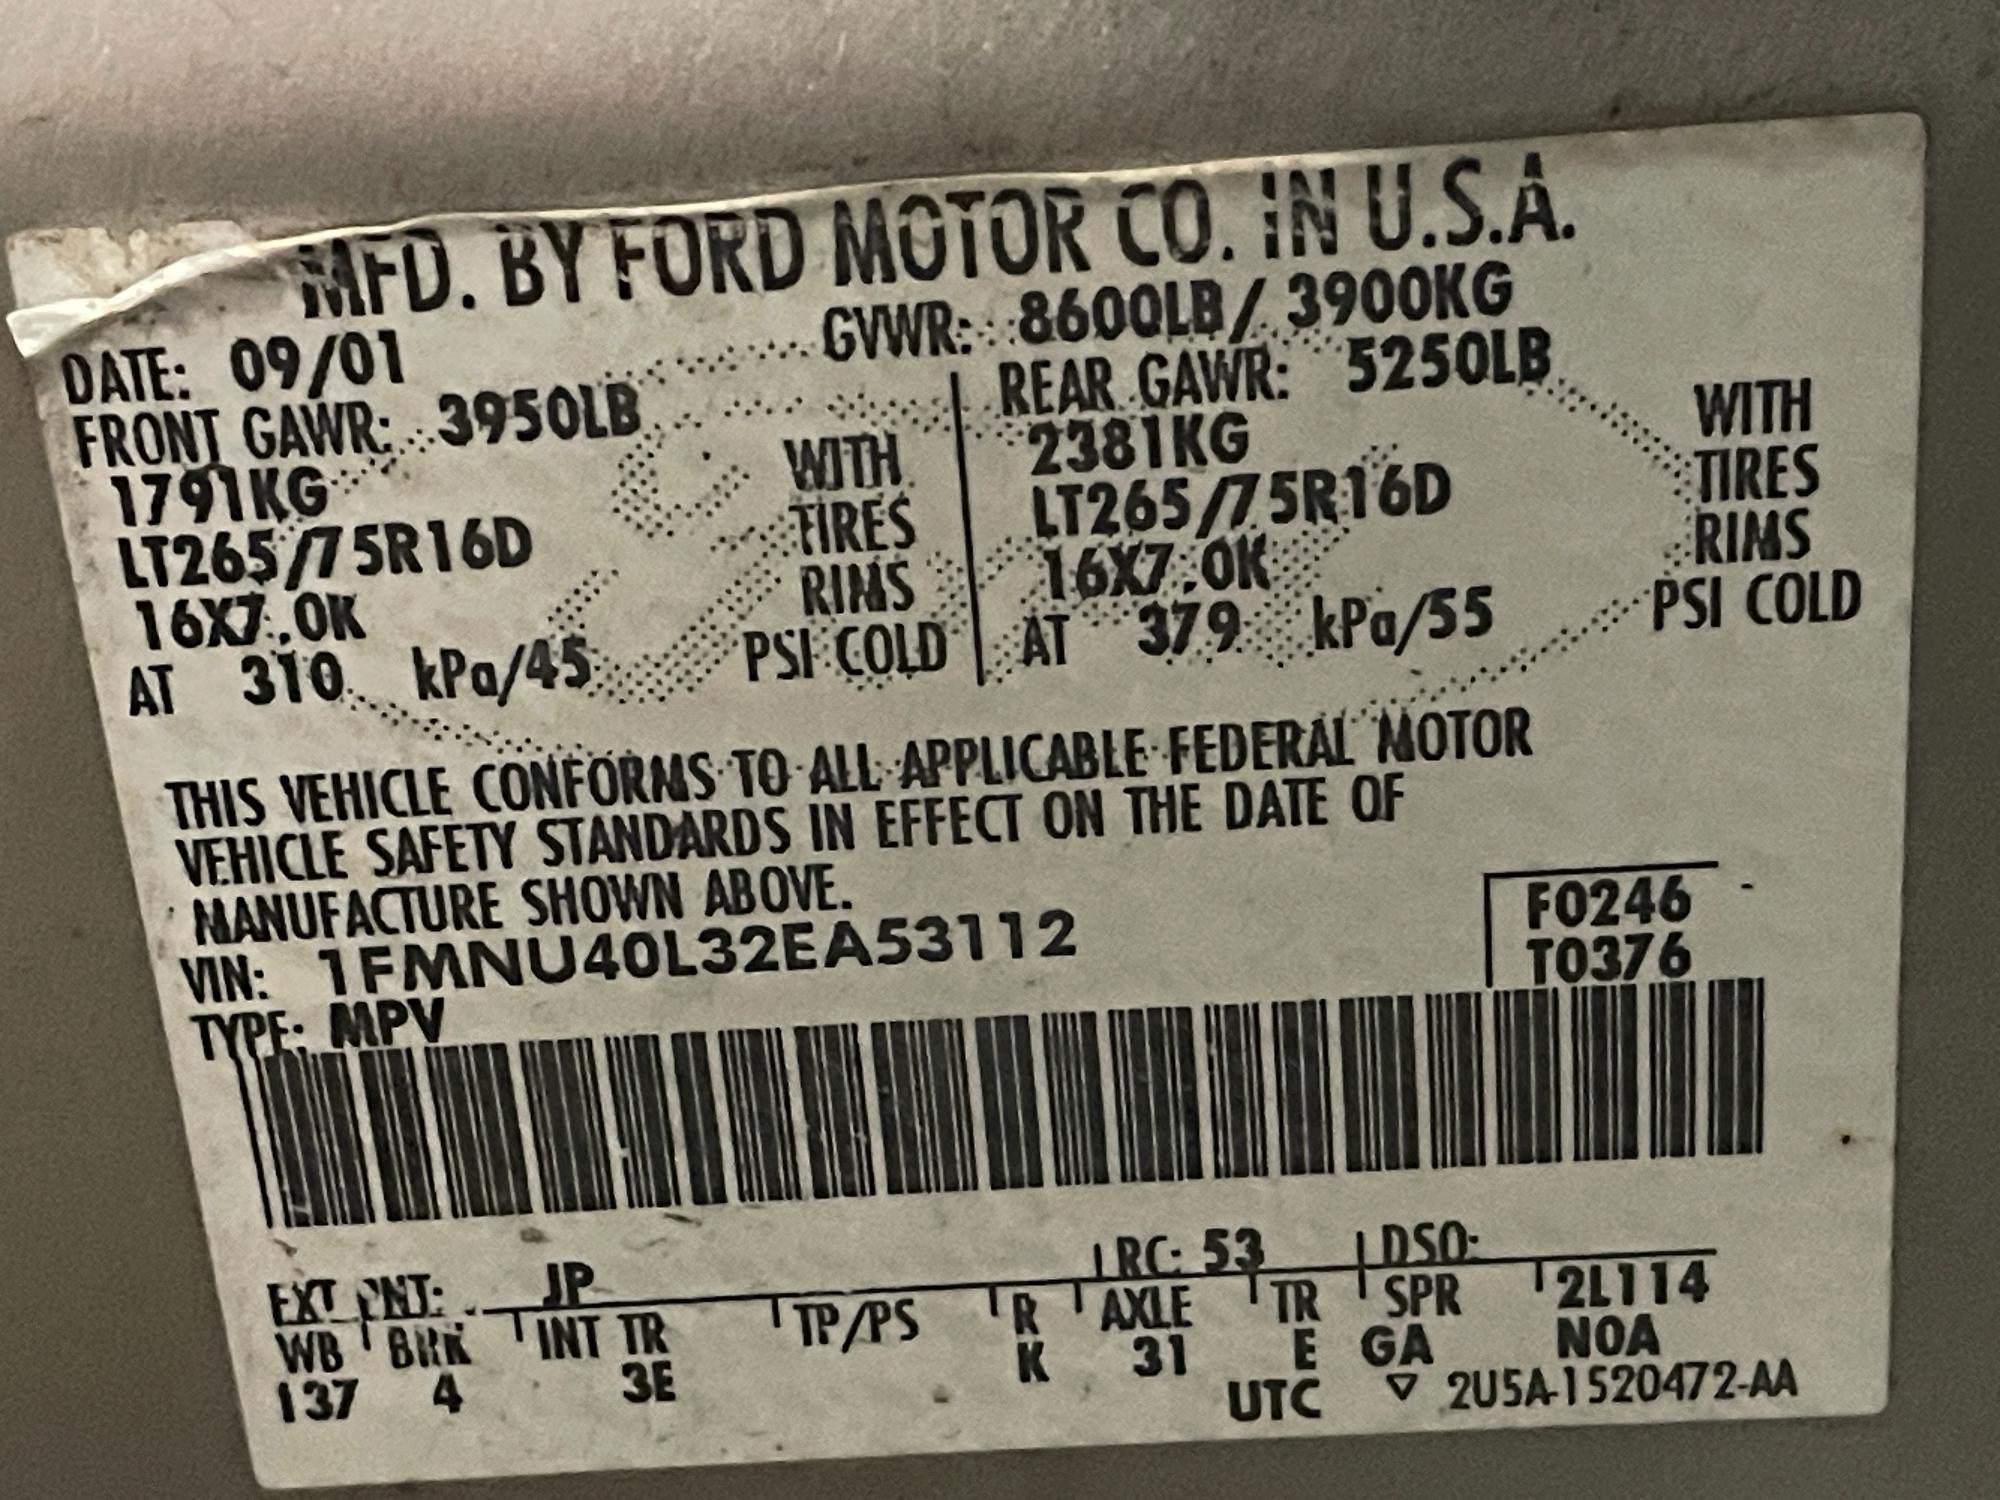 MFD. BY FORD MOTOR CO. IN U.S.A.
DATE: 09/01 GVWR: 8600LB/ 3900KG
FRONT GAWR: 3950LB REAR GAWR: 5250LB
1791KG WITH 2381KG WITH
LT265/75R16D TIRES LT265/75R16D TIRES
16X7.0K RIMS 16X7.0K RIMS
AT 310 kPa/45 PSI COLD AT 379 kPa/55 PSI COLD
THIS VEHICLE CONFORMS TO ALL APPLICABLE FEDERAL MOTOR
VEHICLE SAFETY STANDARDS IN EFFECT ON THE DATE OF
MANUFACTURE SHOWN ABOVE.
F0246
VIN: 1FMNU40L32EA53112 T0376
TYPE: MPV
EXT PNT: JP RC: 53 DSO:
WB BRK INT TR TP/PS R AXLE TR SPR 2L114
137 4 3E K 31 E GA NOA
UTC ▽ 2U5A-1520472-AA